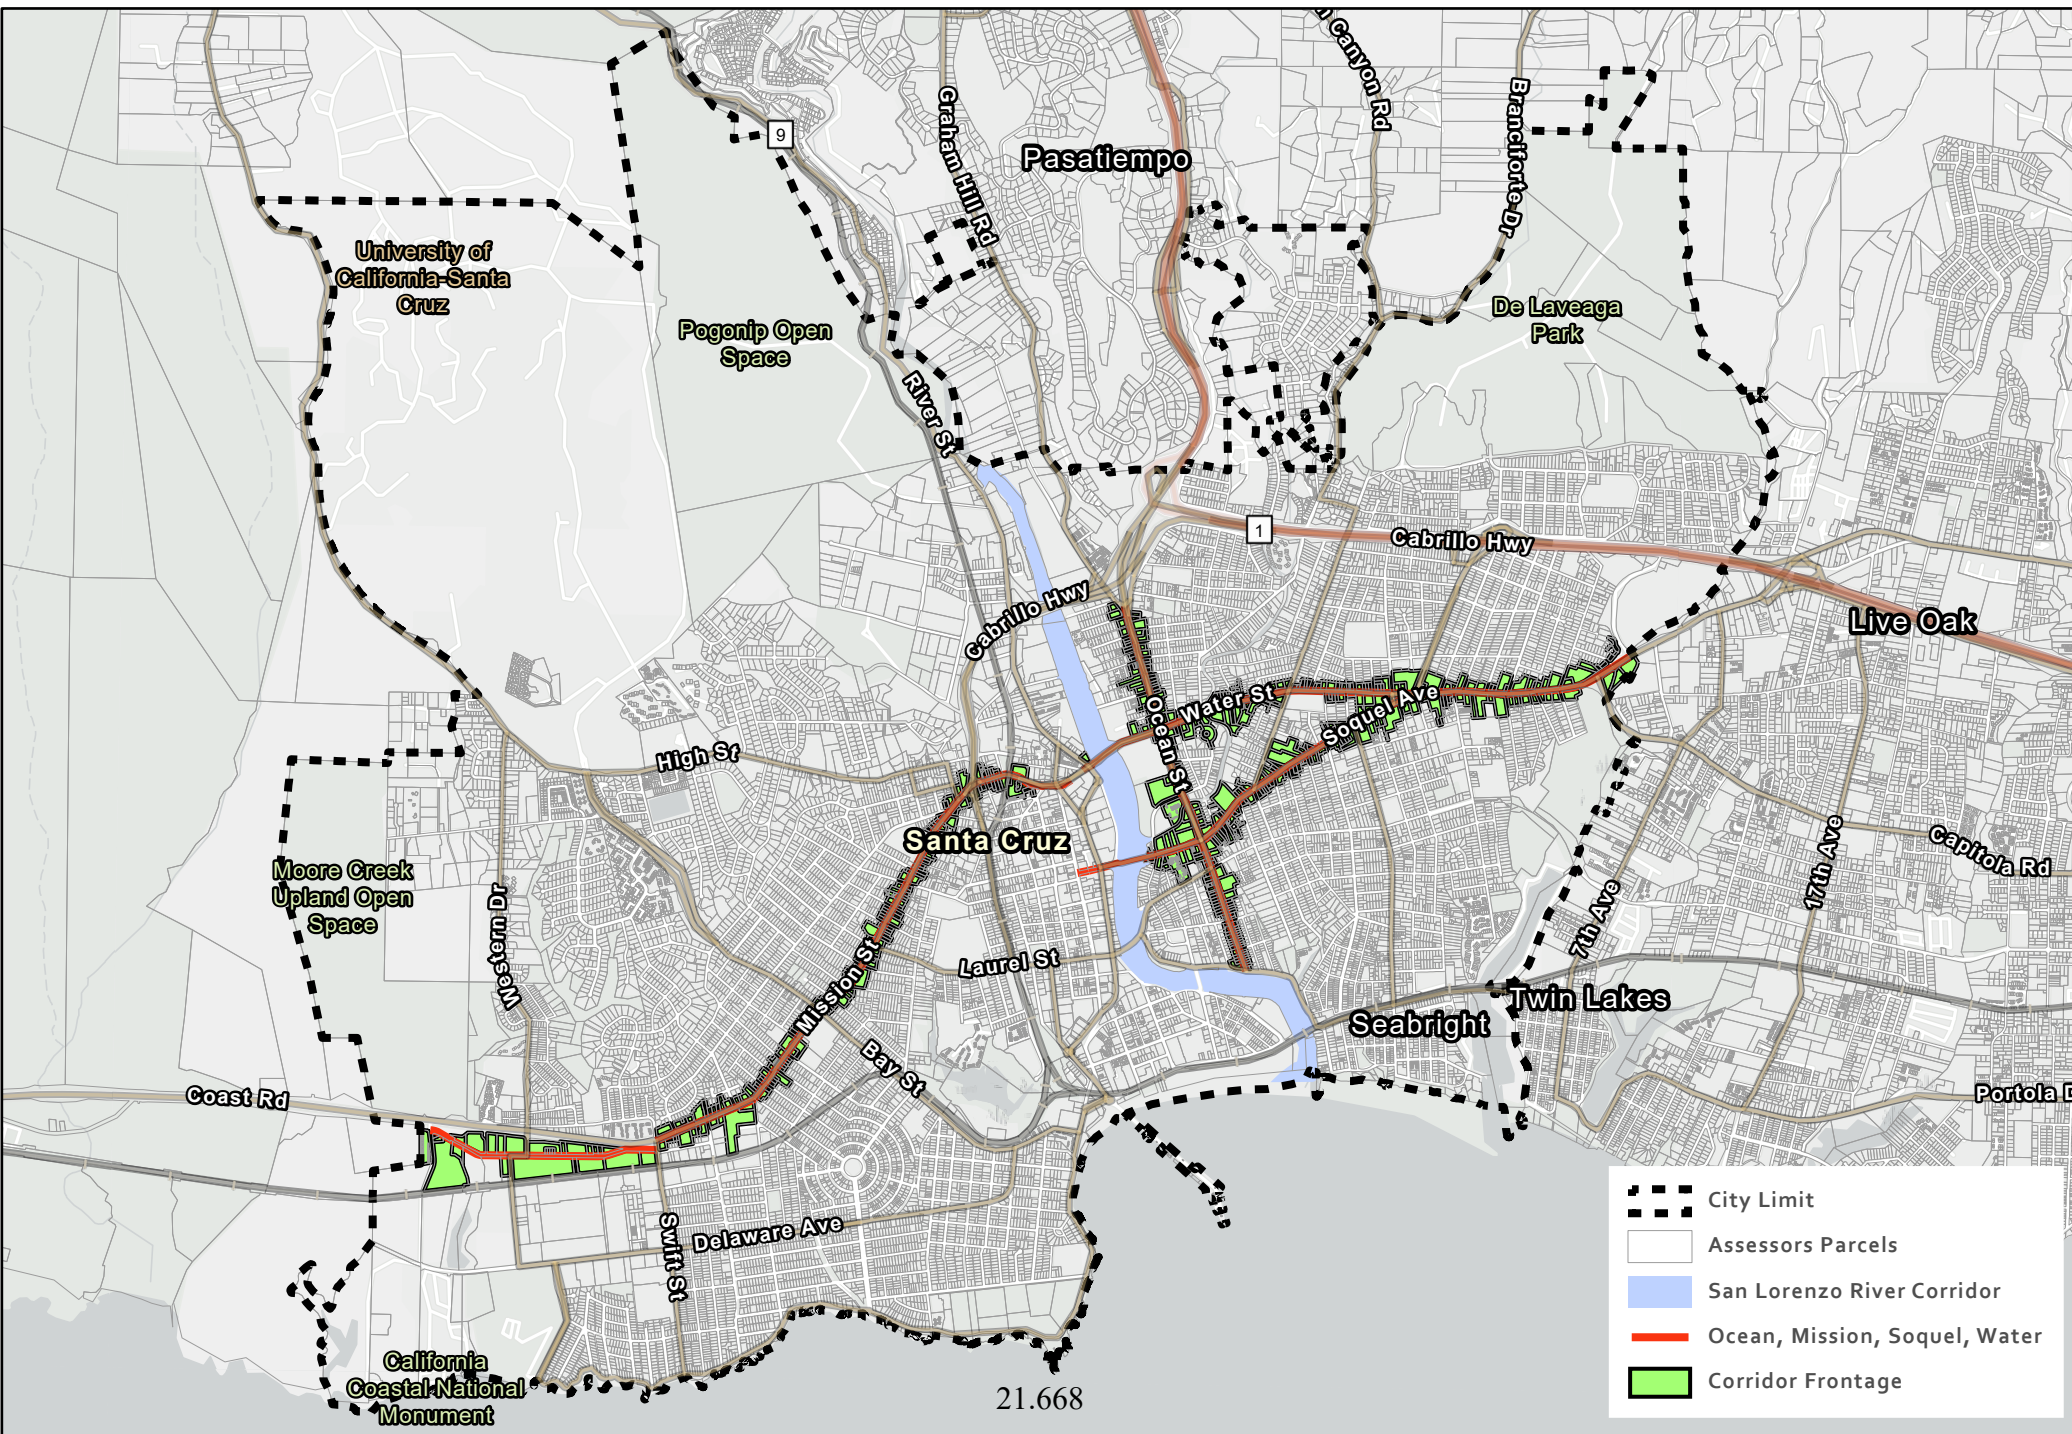 n Canyon Rd
Graham Hill Rd
Branciforte Dr
9
Pasatiempo
University of
California-Santa
Cruz
Pogonip Open
Space
De Laveaga
Park
River St
1
Cabrillo Hwy
Cabrillo Hwy
Live Oak
Water St
Soquel Ave
Ocean St
High St
Santa Cruz
Moore Creek
Upland Open
Space
Western Dr
17th Ave
Capitola Rd
7th Ave
Mission St
Laurel St
Twin Lakes
Seabright
Bay St
Coast Rd
Portola D
Swift St
Delaware Ave
California
Coastal National
Monument
City Limit
Assessors Parcels
San Lorenzo River Corridor
Ocean, Mission, Soquel, Water
Corridor Frontage
21.668